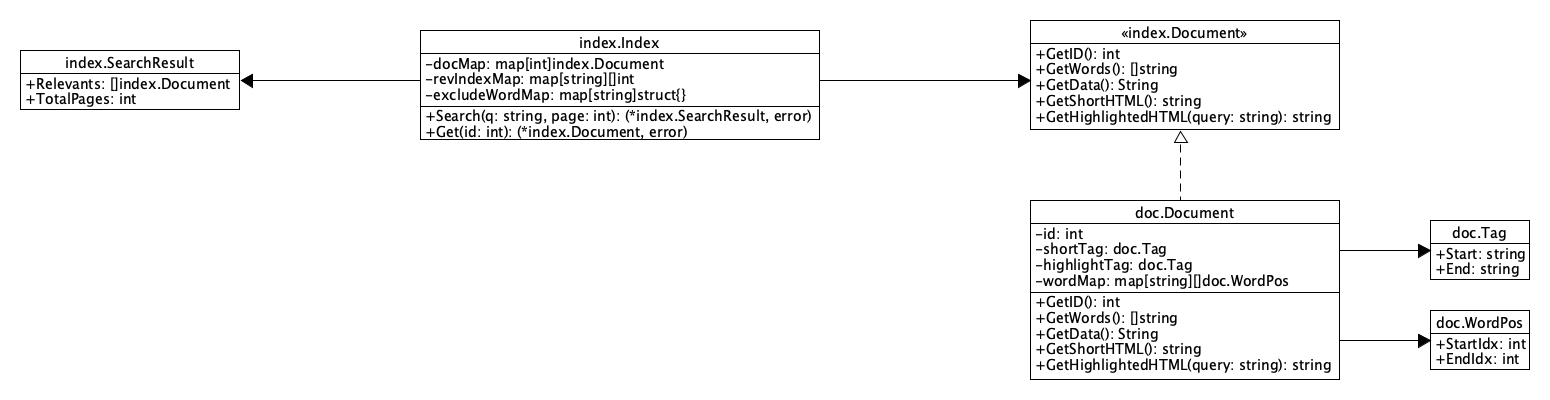 index.SearchResult
+Relevants: []index.Document
+TotalPages: int
index.Index
-docMap: map[int]index.Document
-revIndexMap: map[string][]int
-excludeWordMap: map[string]struct{}
+Search(q: string, page: int): (*index.SearchResult, error)
+Get(id: int): (*index.Document, error)
«index.Document»
+GetID(): int
+GetWords(): []string
+GetData(): String
+GetShortHTML(): string
+GetHighlightedHTML(query: string): string
doc.Document
-id: int
-shortTag: doc.Tag
-highlightTag: doc.Tag
-wordMap: map[string][]doc.WordPos
+GetID(): int
+GetWords(): []string
+GetData(): String
+GetShortHTML(): string
+GetHighlightedHTML(query: string): string
doc.Tag
+Start: string
+End: string
doc.WordPos
+StartIdx: int
+EndIdx: int